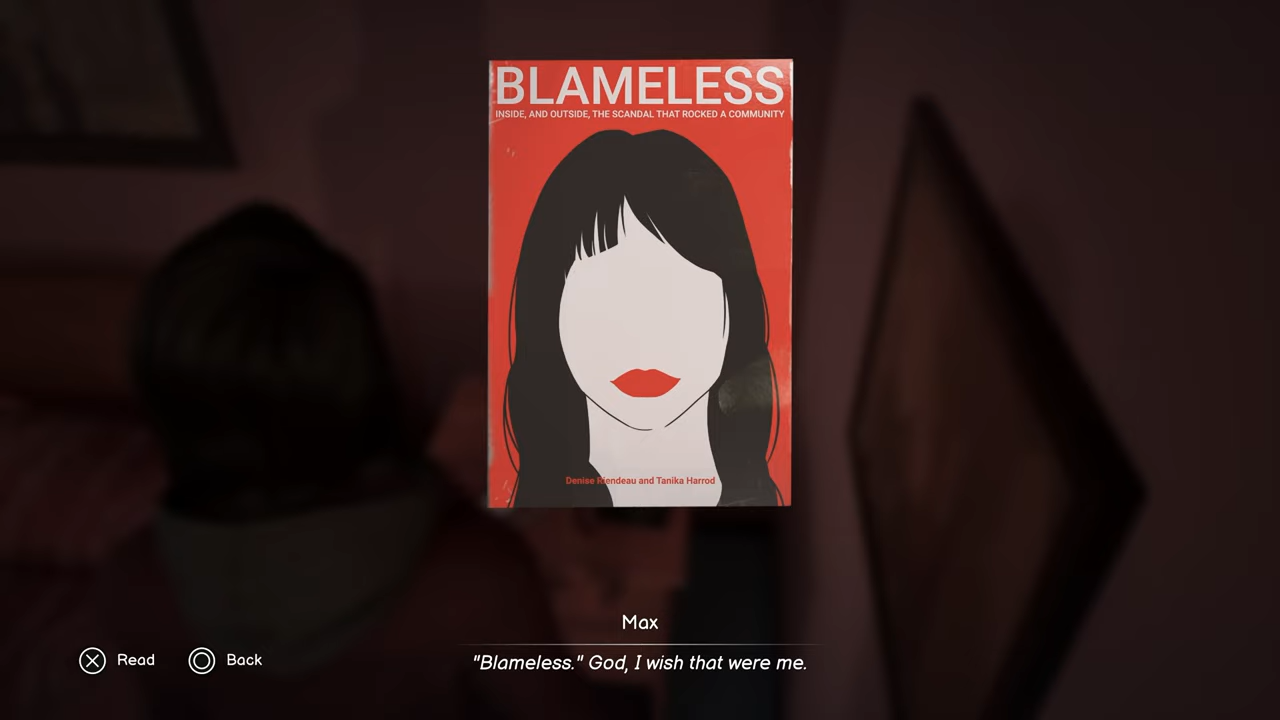 BLAMELESS
INSIDE, AND OUTSIDE, THE SCANDAL THAT ROCKED A COMMUNITY
Denise Riendeau and Tanika Harrod
Max
"Blameless." God, I wish that were me.
Read
Back